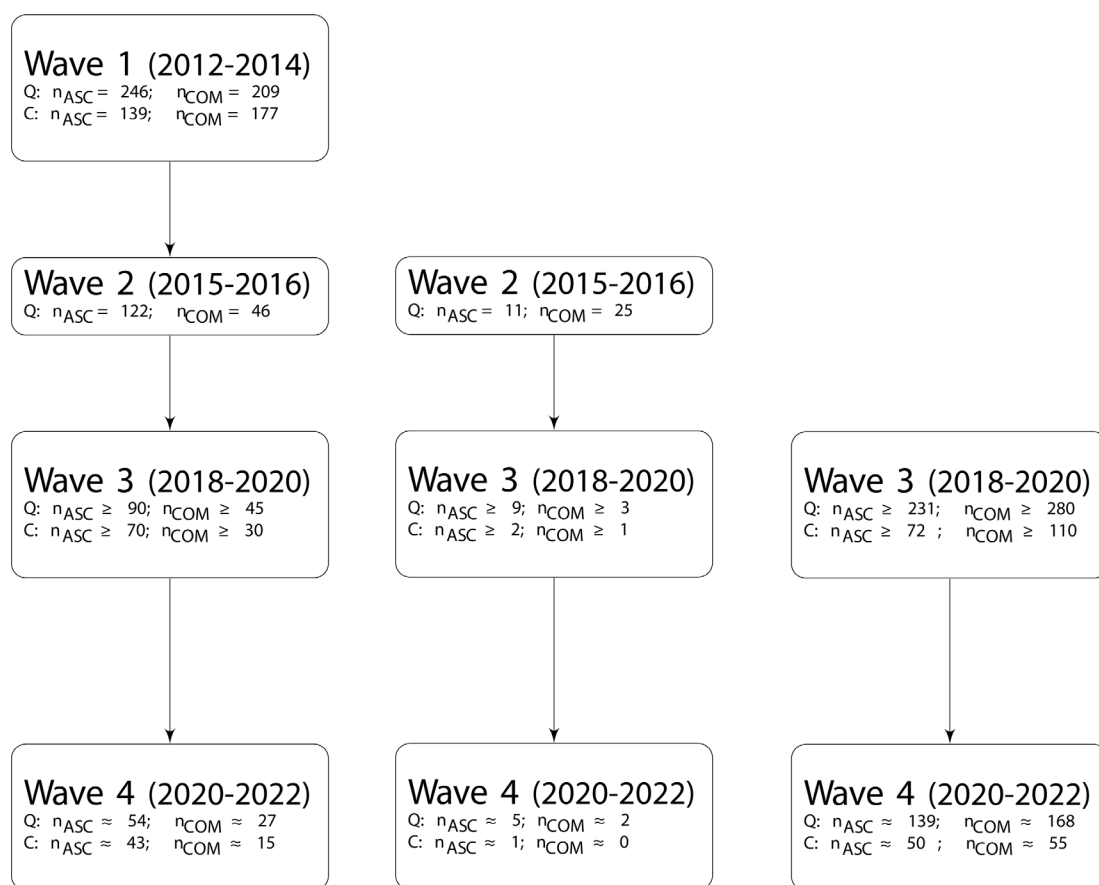 Wave 1 (2012-2014)
Q: nASC = 246; nCOM = 209
C: nASC = 139; nCOM = 177
Wave 2 (2015-2016)
Q: nASC = 122; nCOM = 46
Wave 2 (2015-2016)
Q: nASC = 11; nCOM = 25
Wave 3 (2018-2020)
Q: nASC ≥ 90; nCOM ≥ 45
C: nASC ≥ 70; nCOM ≥ 30
Wave 3 (2018-2020)
Q: nASC ≥ 9; nCOM ≥ 3
C: nASC ≥ 2; nCOM ≥ 1
Wave 3 (2018-2020)
Q: nASC ≥ 231; nCOM ≥ 280
C: nASC ≥ 72 ; nCOM ≥ 110
Wave 4 (2020-2022)
Q: nASC ≈ 54; nCOM ≈ 27
C: nASC ≈ 43; nCOM ≈ 15
Wave 4 (2020-2022)
Q: nASC ≈ 5; nCOM ≈ 2
C: nASC ≈ 1; nCOM ≈ 0
Wave 4 (2020-2022)
Q: nASC ≈ 139; nCOM ≈ 168
C: nASC ≈ 50 ; nCOM ≈ 55